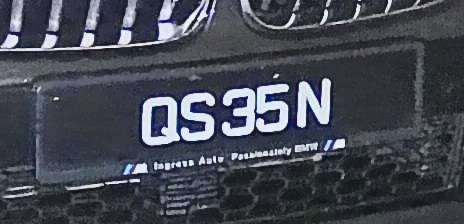 QS35N
Ingress Auto Passionately BMW